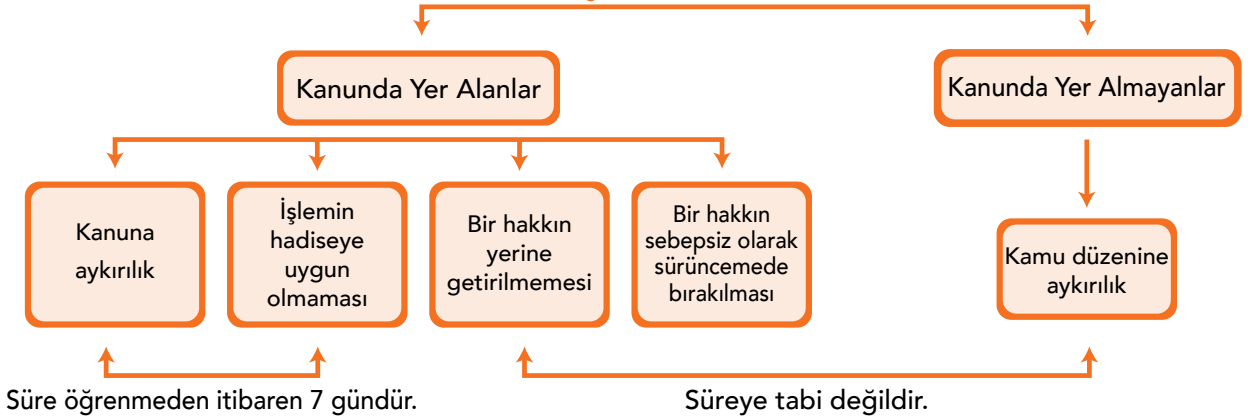 Kanunda Yer Alanlar
Kanunda Yer Almayanlar
Kanuna
aykırılık
İşlemin
hadiseye
uygun
olmaması
Bir hakkın
yerine
getirilmemesi
Bir hakkın
sebepsiz olarak
sürüncemede
bırakılması
Kamu düzenine
aykırılık
Süre öğrenmeden itibaren 7 gündür.
Süreye tabi değildir.